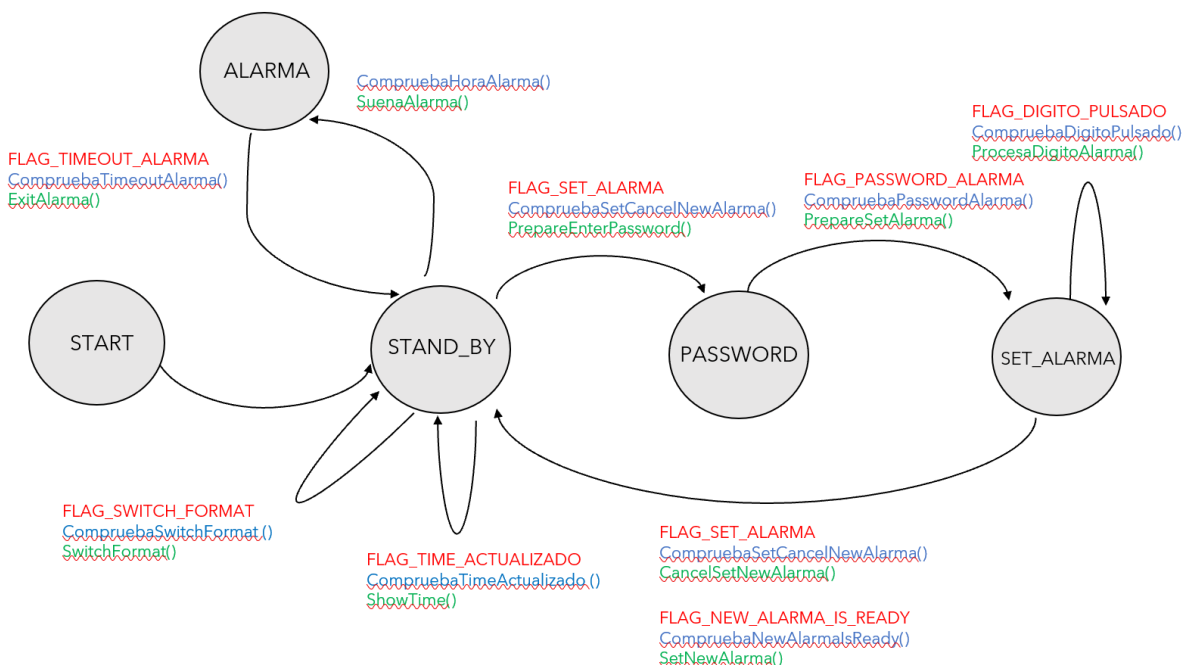 ALARMA
CompruebaHoraAlarma()
SuenaAlarma()
FLAG_TIMEOUT_ALARMA
CompruebaTimeoutAlarma()
ExitAlarma()
FLAG_SET_ALARMA
CompruebaSetCancelNewAlarma()
PrepareEnterPassword()
FLAG_PASSWORD_ALARMA
CompruebaPasswordAlarma()
PrepareSetAlarma()
FLAG_DIGITO_PULSADO
CompruebaDigitoPulsado()
ProcesaDigitoAlarma()
START
STAND_BY
PASSWORD
SET_ALARMA
FLAG_SWITCH_FORMAT
CompruebaSwitchFormat ()
SwitchFormat()
FLAG_TIME_ACTUALIZADO
CompruebaTimeActualizado ()
ShowTime()
FLAG_SET_ALARMA
CompruebaSetCancelNewAlarma()
CancelSetNewAlarma()
FLAG_NEW_ALARMA_IS_READY
CompruebaNewAlarmaIsReady()
SetNewAlarma()